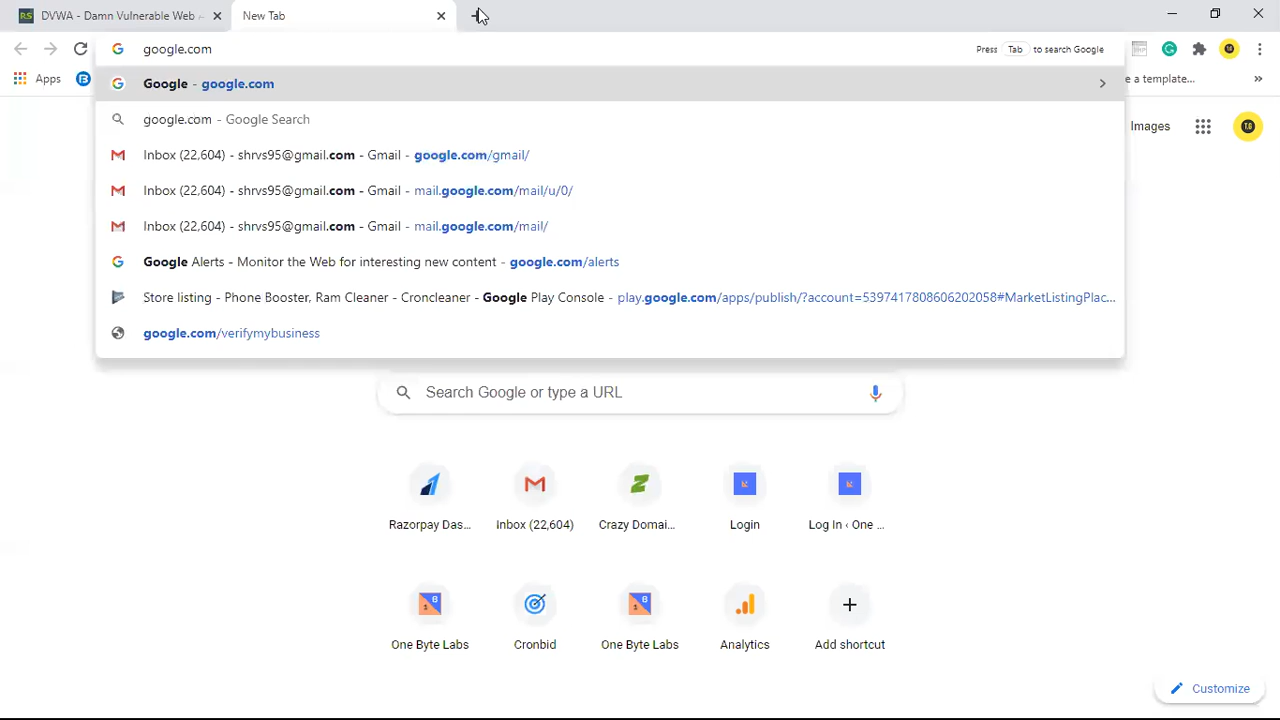 DVWA - Damn Vulnerable Web
New Tab
google.com
Press Tab to search Google
Apps
e a template...
»
Google - google.com
google.com - Google Search
Inbox (22,604) - shrvs95@gmail.com - Gmail - google.com/gmail/
Inbox (22,604) - shrvs95@gmail.com - Gmail - mail.google.com/mail/u/0/
Inbox (22,604) - shrvs95@gmail.com - Gmail - mail.google.com/mail/
Google Alerts - Monitor the Web for interesting new content - google.com/alerts
Store listing - Phone Booster, Ram Cleaner - Croncleaner - Google Play Console - play.google.com/apps/publish/?account=5397417808606202058#MarketListingPlac...
google.com/verifymybusiness
Images
Search Google or type a URL
Razorpay Das...
Inbox (22,604)
Crazy Domai...
Login
Log In ‹ One ...
One Byte Labs
Cronbid
One Byte Labs
Analytics
Add shortcut
Customize